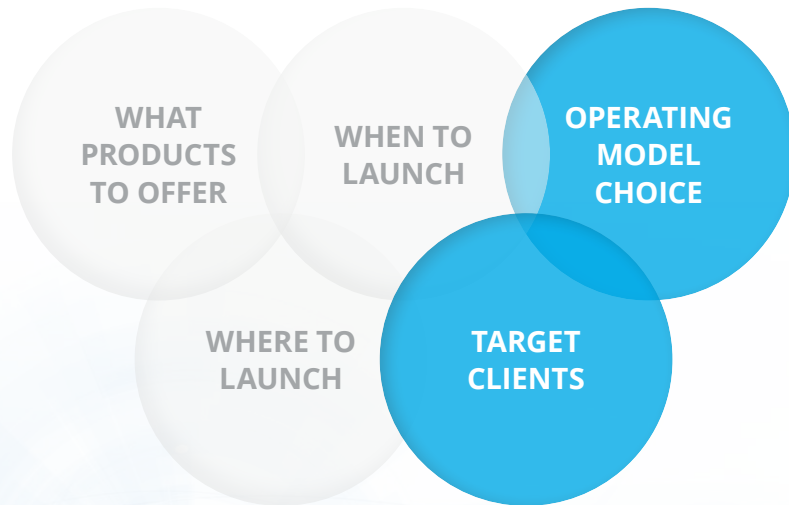 WHAT
PRODUCTS
TO OFFER
WHEN TO
LAUNCH
OPERATING
MODEL
CHOICE
WHERE TO
LAUNCH
TARGET
CLIENTS